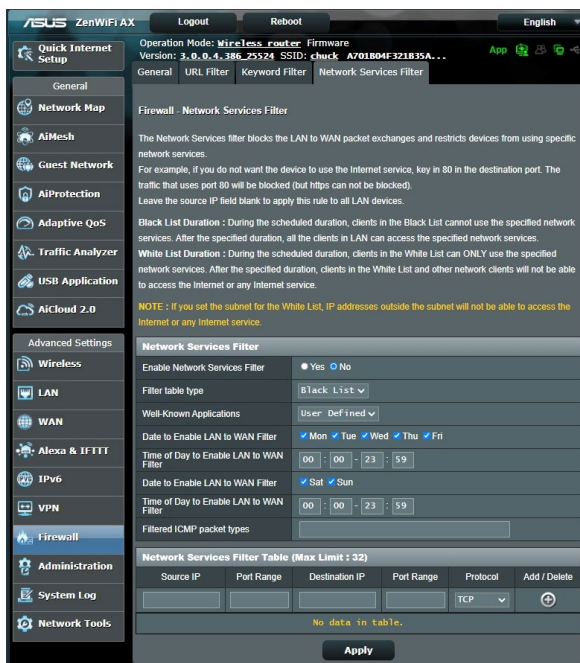 ASUS ZenWiFi AX Logout Reboot English
Quick Internet Setup
General
Network Map
AiMesh
Guest Network
AiProtection
Adaptive QoS
Traffic Analyzer
USB Application
AiCloud 2.0
Advanced Settings
Wireless
LAN
WAN
Alexa & IFTTT
IPv6
VPN
Firewall
Administration
System Log
Network Tools
Operation Mode: Wireless router Firmware
Version: 3.0.0.4.386_25524 SSID: chuck A701B04F321B35A... App
General URL Filter Keyword Filter Network Services Filter
Firewall - Network Services Filter
The Network Services filter blocks the LAN to WAN packet exchanges and restricts devices from using specific
network services.
For example, if you do not want the device to use the Internet service, key in 80 in the destination port. The
traffic that uses port 80 will be blocked (but https can not be blocked).
Leave the source IP field blank to apply this rule to all LAN devices.
Black List Duration : During the scheduled duration, clients in the Black List cannot use the specified network
services. After the specified duration, all the clients in LAN can access the specified network services.
White List Duration : During the scheduled duration, clients in the White List can ONLY use the specified
network services. After the specified duration, clients in the White List and other network clients will not be able
to access the Internet or any Internet service.
NOTE : If you set the subnet for the White List, IP addresses outside the subnet will not be able to access the
Internet or any Internet service.
Network Services Filter
Enable Network Services Filter Yes No
Filter table type Black List
Well-Known Applications User Defined
Date to Enable LAN to WAN Filter Mon Tue Wed Thu Fri
Time of Day to Enable LAN to WAN Filter 00 : 00 - 23 : 59
Date to Enable LAN to WAN Filter Sat Sun
Time of Day to Enable LAN to WAN Filter 00 : 00 - 23 : 59
Filtered ICMP packet types
Network Services Filter Table (Max Limit : 32)
Source IP Port Range Destination IP Port Range Protocol Add / Delete
TCP
No data in table.
Apply